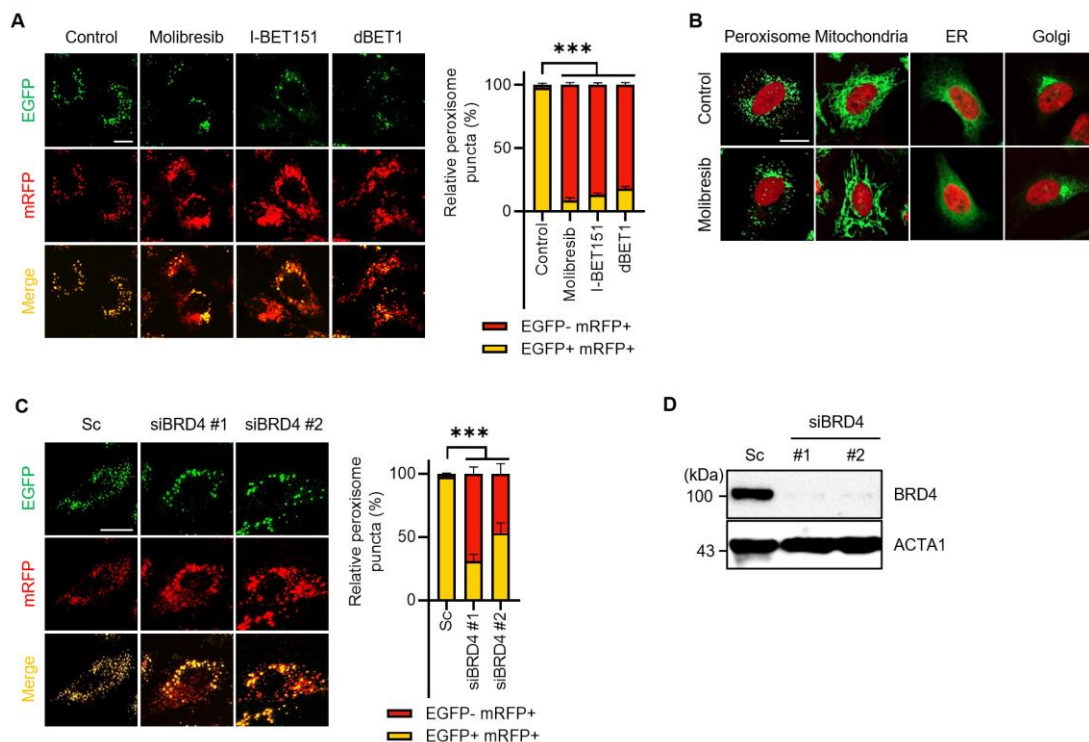 A
Control Molibresib I-BET151 dBET1
EGFP
mRFP
Merge
Relative peroxisome
puncta (%)
100
50
0
***
Control
Molibresib
I-BET151
dBET1
EGFP- mRFP+
EGFP+ mRFP+
B
Peroxisome Mitochondria ER Golgi
Control
Molibresib
C
Sc siBRD4 #1 siBRD4 #2
EGFP
mRFP
Merge
Relative peroxisome
puncta (%)
100
50
0
***
Sc
siBRD4 #1
siBRD4 #2
EGFP- mRFP+
EGFP+ mRFP+
D
siBRD4
Sc #1 #2
(kDa)
100
BRD4
43
ACTA1